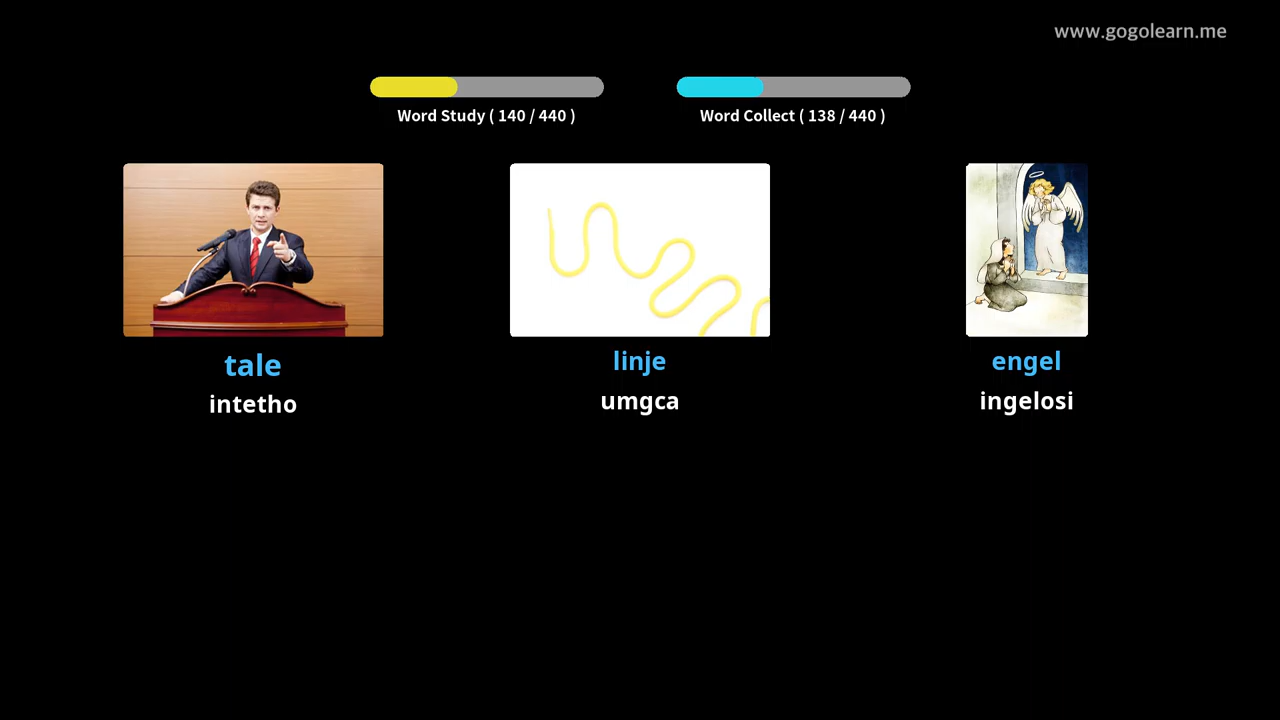 www.gogolearn.me
Word Study ( 140 / 440 )
Word Collect ( 138 / 440 )
tale
linje
engel
intetho
umgca
ingelosi